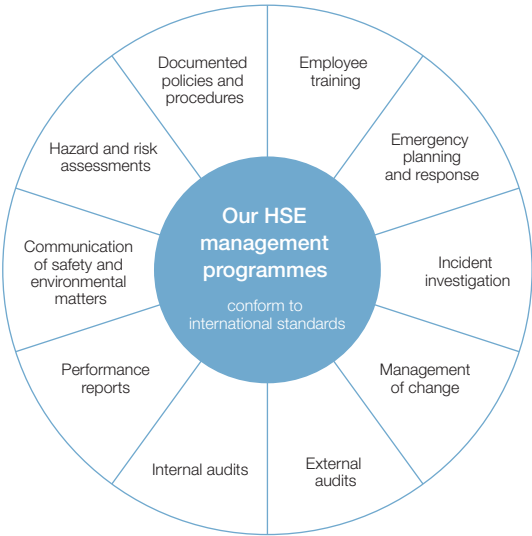 Documented
policies and
procedures
Employee
training
Emergency
planning
and response
Incident
investigation
Management
of change
External
audits
Internal audits
Performance
reports
Communication
of safety and
environmental
matters
Hazard and risk
assessments
Our HSE
management
programmes
conform to
international standards